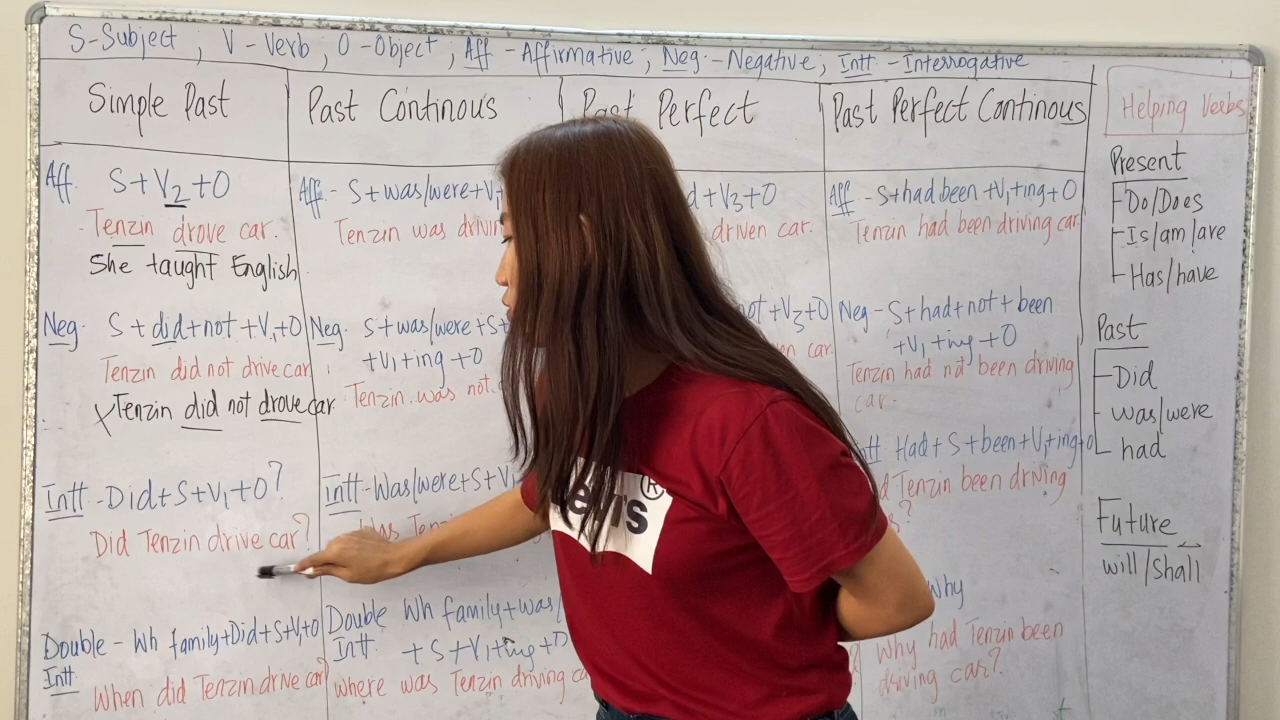 S-Subject , V-Verb , O-Object , Aff -Affirmative , Neg.-Negative , Intt -Interrogative
Simple Past
Aff. S+V2+O
Tenzin drove car.
She taught English
Neg. S+did+not+V1+O
Tenzin did not drive car
xTenzin did not drove car.
Intt -Did+S+V1+O?
Did Tenzin drive car?
Double - Wh family+Did+S+V1+O
Intt
When did Tenzin drive car?
Past Continous
Aff.- S+was/were+V1
Tenzin was
Neg. S+was/were+S+
+V1+ing+O
Tenzin was not
Intt-Was/were+S+V1
Was
Double Wh family+was/
Intt. +S+V1+ing+O
where was Tenzin driving
Past Perfect
+V3+O
driven car.
+V3+O
car.
Past Perfect Continous
Aff -S+had been+V1+ing+O
Tenzin had been driving car
Neg-S+had+not+been
+V1+ing+O
Tenzin had not been driving
car.
Had+S+been+V1+ing+O
Tenzin been driving
?
Why
Why had Tenzin been
driving car?
Helping Verbs
Present
Do/Does
Is/am/are
Has/have
Past
Did
was/were
had
Future
will/shall